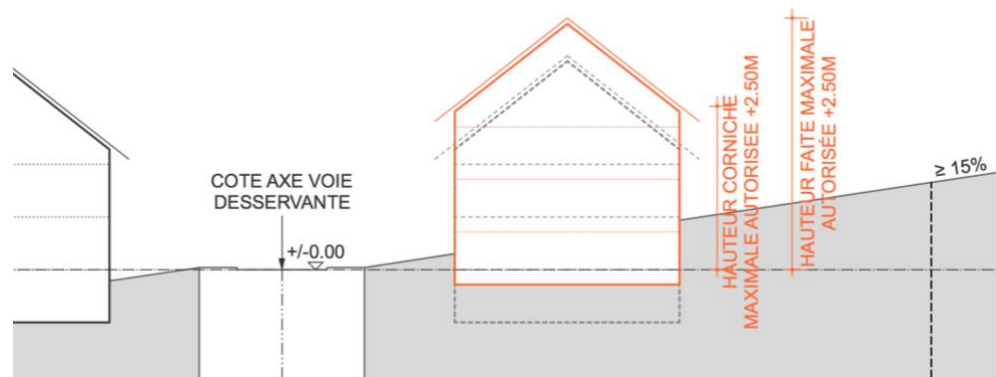 COTE AXE VOIE
DESSERVANTE
+/-0.00
HAUTEUR CORNICHE
MAXIMALE AUTORISEE +2.50M
HAUTEUR FAITE MAXIMALE
AUTORISÉE +2.50M
≥ 15%